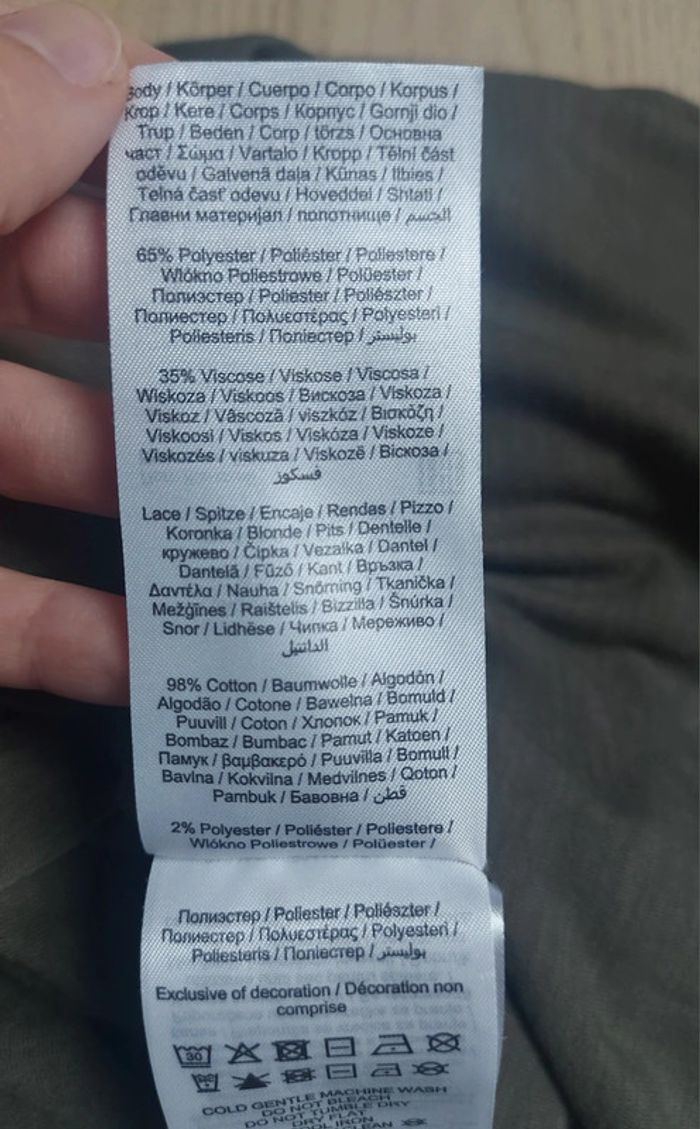 Body / Körper / Cuerpo / Corpo / Korpus /
Krop / Kere / Corps / Корпус / Gornji dio /
Trup / Beden / Corp / törzs / Основна
част / Σώμα / Vartalo / Kropp / Tělní část
oděvu / Galvenā daļa / Kūnas / Ilbies /
Telná časť odevu / Hoveddel / Shtati /
Главни материјал / полотнище / الجسم
65% Polyester / Poliéster / Poliestere /
Wlókno Poliestrowe / Polüester /
Полиэстер / Poliester / Poliészter /
Полиестер / Πολυεστέρας / Polyesteri /
Poliesteris / Поліестер / بوليستر
35% Viscose / Viskose / Viscosa /
Wiskoza / Viskoos / Вискоза / Viskoza /
Viskoz / Vâscoză / viszkóz / Βισκόζη /
Viskoosi / Viskos / Viskóza / Viskoze /
Viskozés / viskuza / Viskozë / Віскоза /
فسكوز
Lace / Spitze / Encaje / Rendas / Pizzo /
Koronka / Blonde / Pits / Dentelle /
кружево / Čipka / Vezalka / Dantel /
Dantelă / Fűző / Kant / Връзка /
Δαντέλα / Nauha / Snörning / Tkanička /
Mežģīnes / Raištelis / Bizzilla / Šnúrka /
Snor / Lidhëse / Чипка / Мереживо /
الدانتيل
98% Cotton / Baumwolle / Algodón /
Algodão / Cotone / Bawelna / Bomuld /
Puuvill / Coton / Хлопок / Pamuk /
Bombaz / Bumbac / Pamut / Katoen /
Памук / βαμβακερό / Puuvilla / Bomull /
Bavlna / Kokvilna / Medvilnes / Qoton /
Pambuk / Бавовна / قطن
2% Polyester / Poliéster / Poliestere /
Wlókno Poliestrowe / Polüester /
Полиэстер / Poliester / Poliészter /
Полиестер / Πολυεστέρας / Polyesteri /
Poliesteris / Поліестер / بوليستر
Exclusive of decoration / Décoration non
comprise
30
COLD GENTLE MACHINE WASH
DO NOT BLEACH
DO NOT TUMBLE DRY
DRY FLAT
IRON
CLEAN